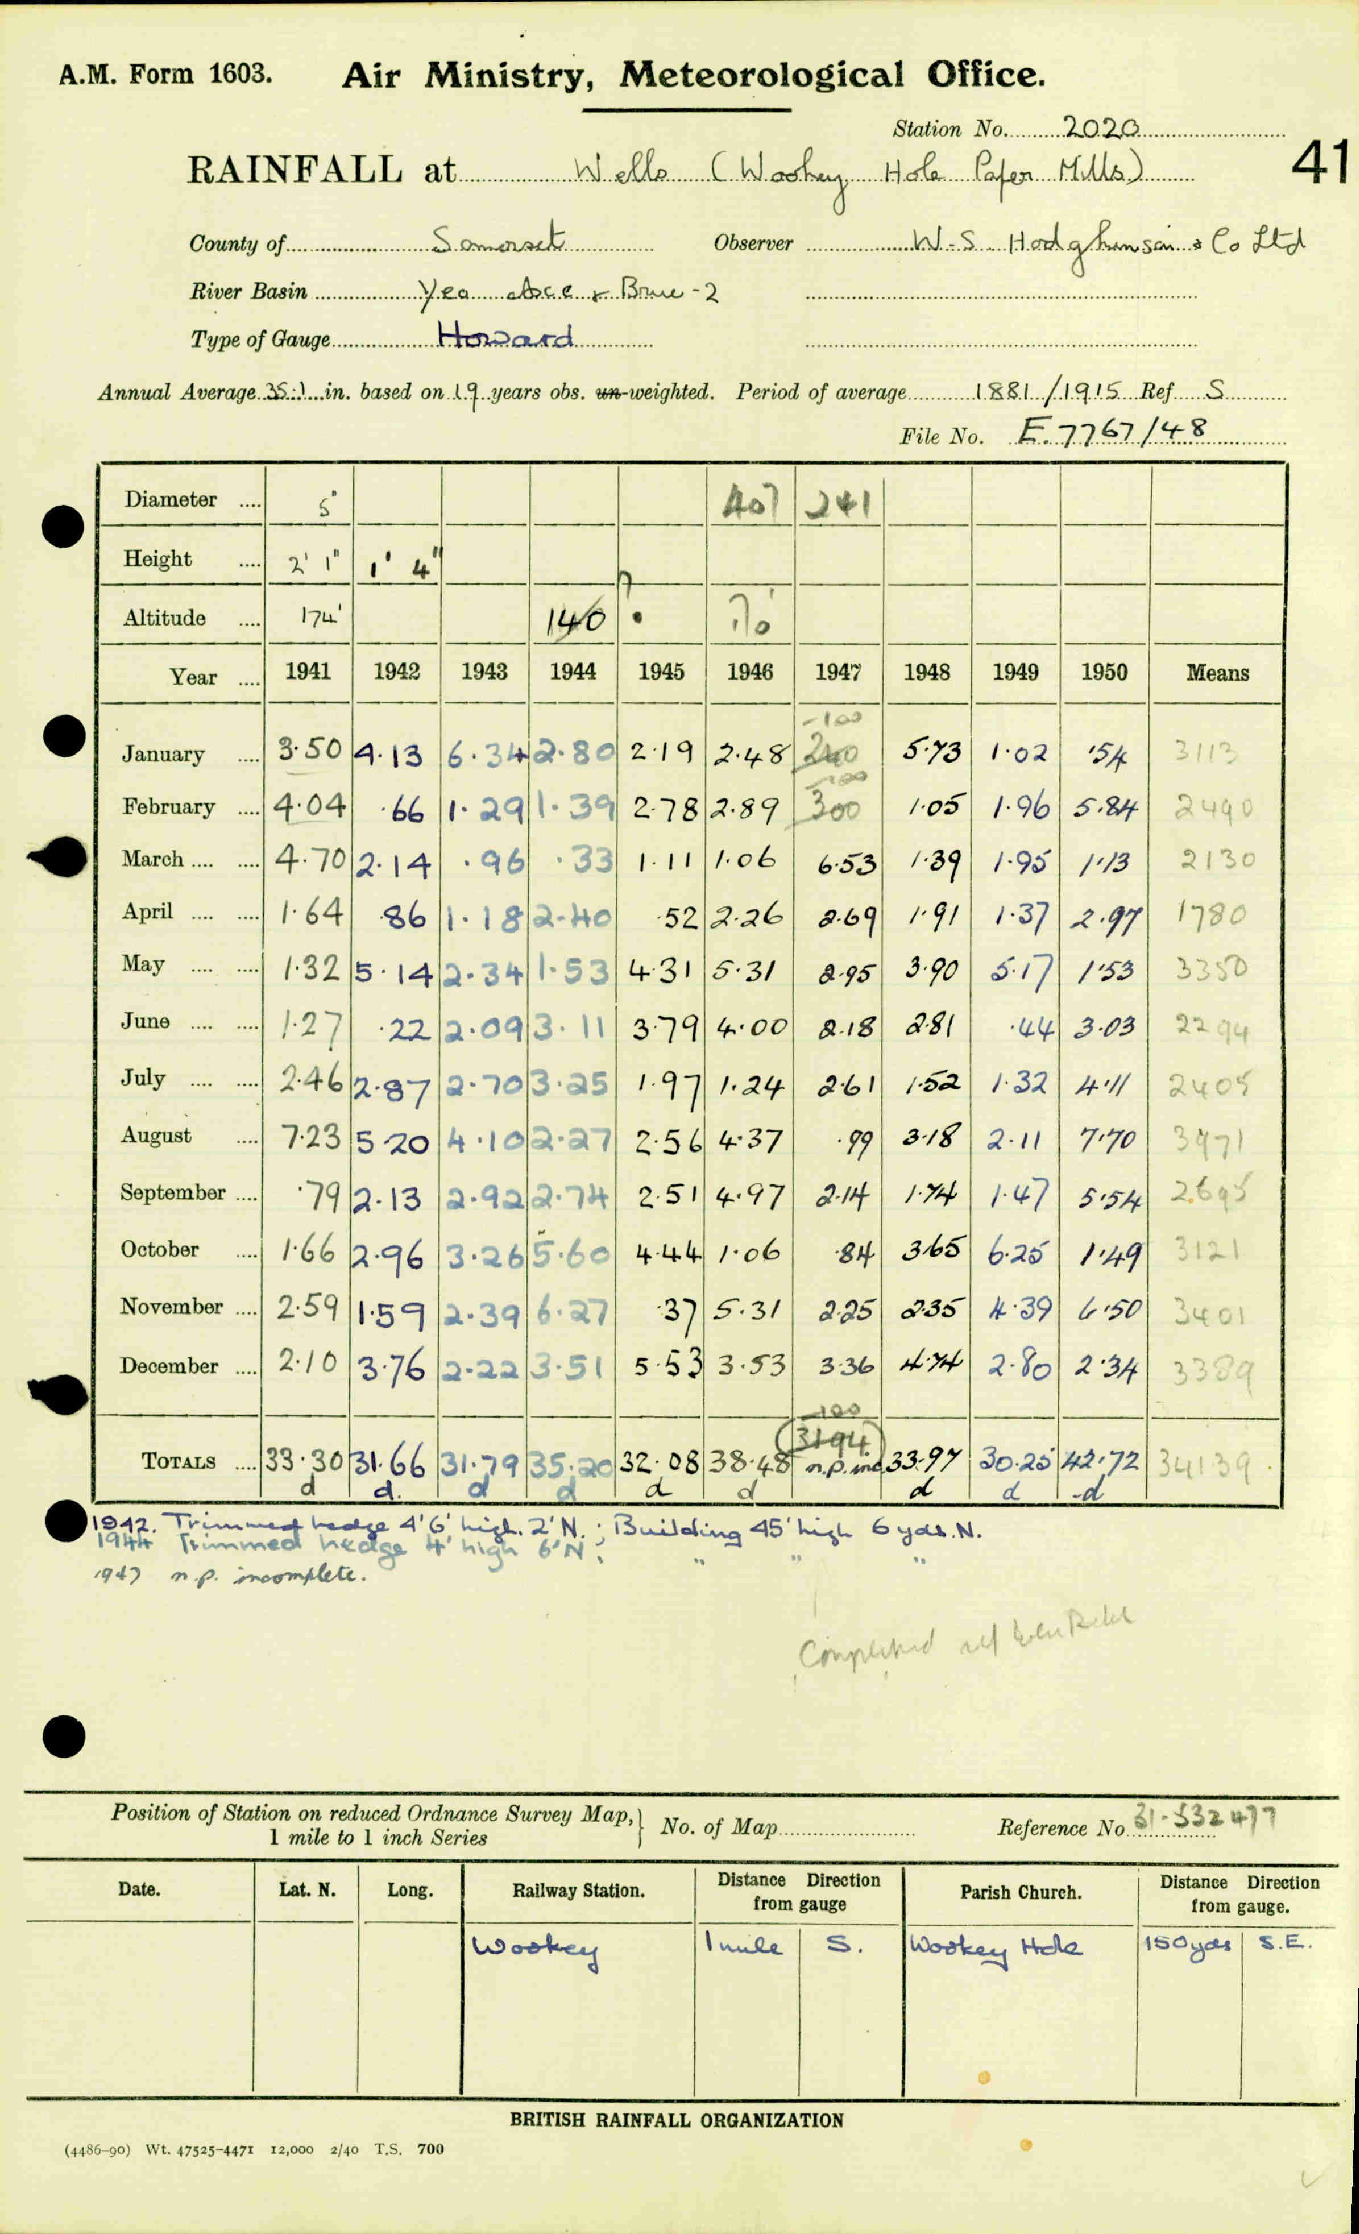 A.M. Form 1603. Air Ministry, Meteorological Office.
Station No. 2020
41
RAINFALL at Wells (Wookey Hole Paper Mills)
County of Somerset Observer W.S. Hodghinson & Co Ltd
River Basin Yeo Axe & Brue - 2
Type of Gauge Howard
Annual Average 35.1 in. based on 19 years obs. un-weighted. Period of average 1881/1915 Ref S
File No. E.7767/48
Diameter .... 5" 407 241
Height .... 2' 1" 1' 4"
Altitude .... 174' 140 ? 70'
Year .... 1941 1942 1943 1944 1945 1946 1947 1948 1949 1950 Means
-100
January .... 3.50 4.13 6.34 2.80 2.19 2.48 240 5.73 1.02 .54 3113
-100
February .... 4.04 .66 1.29 1.39 2.78 2.89 300 1.05 1.96 5.84 2490
March .... .... 4.70 2.14 .96 .33 1.11 1.06 6.53 1.39 1.95 1.13 2130
April .... .... 1.64 .86 1.18 2.40 .52 2.26 2.69 1.91 1.37 2.97 1780
May .... .... 1.32 5.14 2.34 1.53 4.31 5.31 2.95 3.90 5.17 1.53 3350
June .... .... 1.27 .22 2.09 3.11 3.79 4.00 2.18 2.81 .44 3.03 2294
July .... .... 2.46 2.87 2.70 3.25 1.97 1.24 2.61 1.52 1.32 4.11 2405
August .... 7.23 5.20 4.10 2.27 2.56 4.37 .99 3.18 2.11 7.70 3971
September .... .79 2.13 2.92 2.74 2.51 4.97 2.14 1.74 1.47 5.54 2.695
October .... 1.66 2.96 3.26 5.60 4.44 1.06 .84 3.65 6.25 1.49 3121
November .... 2.59 1.59 2.39 6.27 .37 5.31 2.25 2.35 4.39 6.50 3401
December .... 2.10 3.76 2.22 3.51 5.53 3.53 3.36 4.74 2.80 2.34 3389
-100
3194
TOTALS .... 33.30 31.66 31.79 35.20 32.08 38.48 n.p. inc 33.97 30.25 42.72 34139
d d. d d d d d d d
1942. Trimmed hedge 4'6" high. 2' N.; Building 45' high 6 yds. N.
1944 Trimmed hedge 4' high 6' N; " " "
1947 n.p. incomplete.
Completed
Position of Station on reduced Ordnance Survey Map, 1 mile to 1 inch Series } No. of Map Reference No. 31-532477
Date. Lat. N. Long. Railway Station. Distance Direction from gauge Parish Church. Distance Direction from gauge.
Wookey 1 mile S. Wookey Hole 150 yds S.E.
BRITISH RAINFALL ORGANIZATION
(4486-90) Wt. 47525-4471 12,000 2/40 T.S. 700